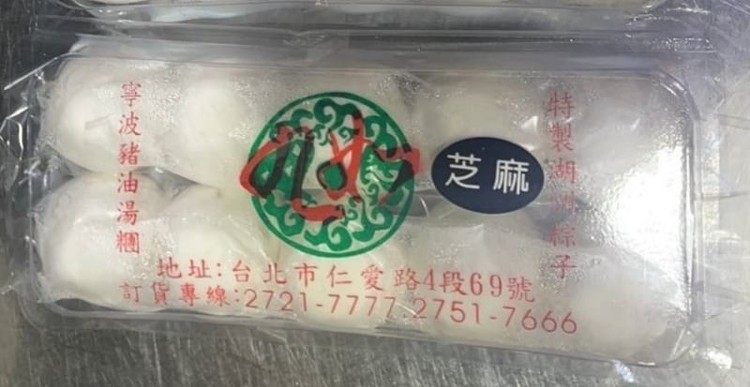 寧波豬油湯糰
九如
芝麻
特製湖州粽子
地址:台北市仁愛路4段69號
訂貨專線:2721-7777.2751-7666